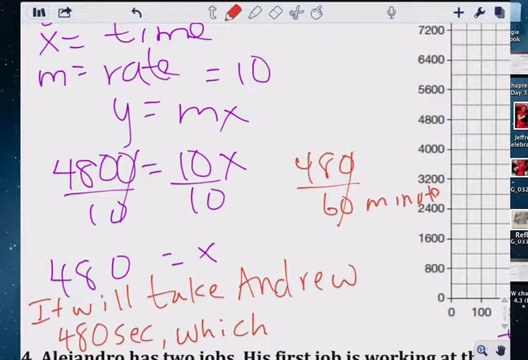 x = time
m = rate = 10
y = mx
4800 = 10x
10 10
480
60 minutes
480 = x
It will take Andrew
480 sec, which
4. Alejandro has two jobs. His first job is working at th
7200
6400
5600
4800
4000
3200
2400
1600
800
0
0 100